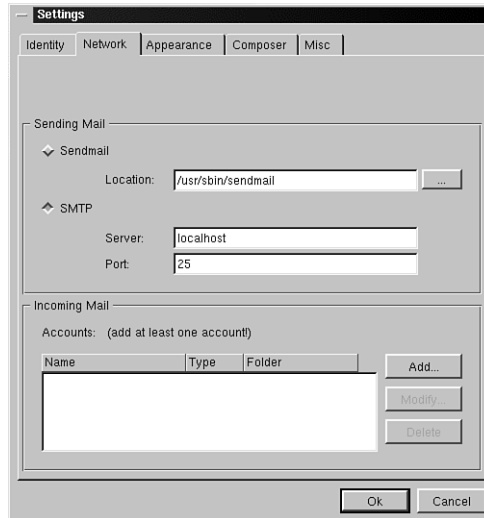 Settings
Identity Network Appearance Composer Misc
Sending Mail
Sendmail
Location: /usr/sbin/sendmail ...
SMTP
Server: localhost
Port: 25
Incoming Mail
Accounts: (add at least one account!)
Name Type Folder
Add...
Modify...
Delete
Ok Cancel